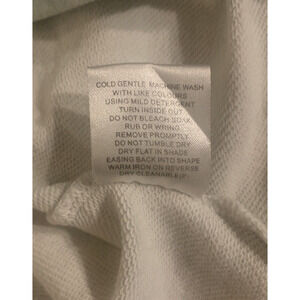 COLD GENTLE MACHINE WASH
WITH LIKE COLOURS
USING MILD DETERGENT
TURN INSIDE OUT
DO NOT BLEACH SOAK
RUB OR WRING
REMOVE PROMPTLY
DO NOT TUMBLE DRY
DRY FLAT IN SHADE
EASING BACK INTO SHAPE
WARM IRON ON REVERSE
DRY CLEANABLE